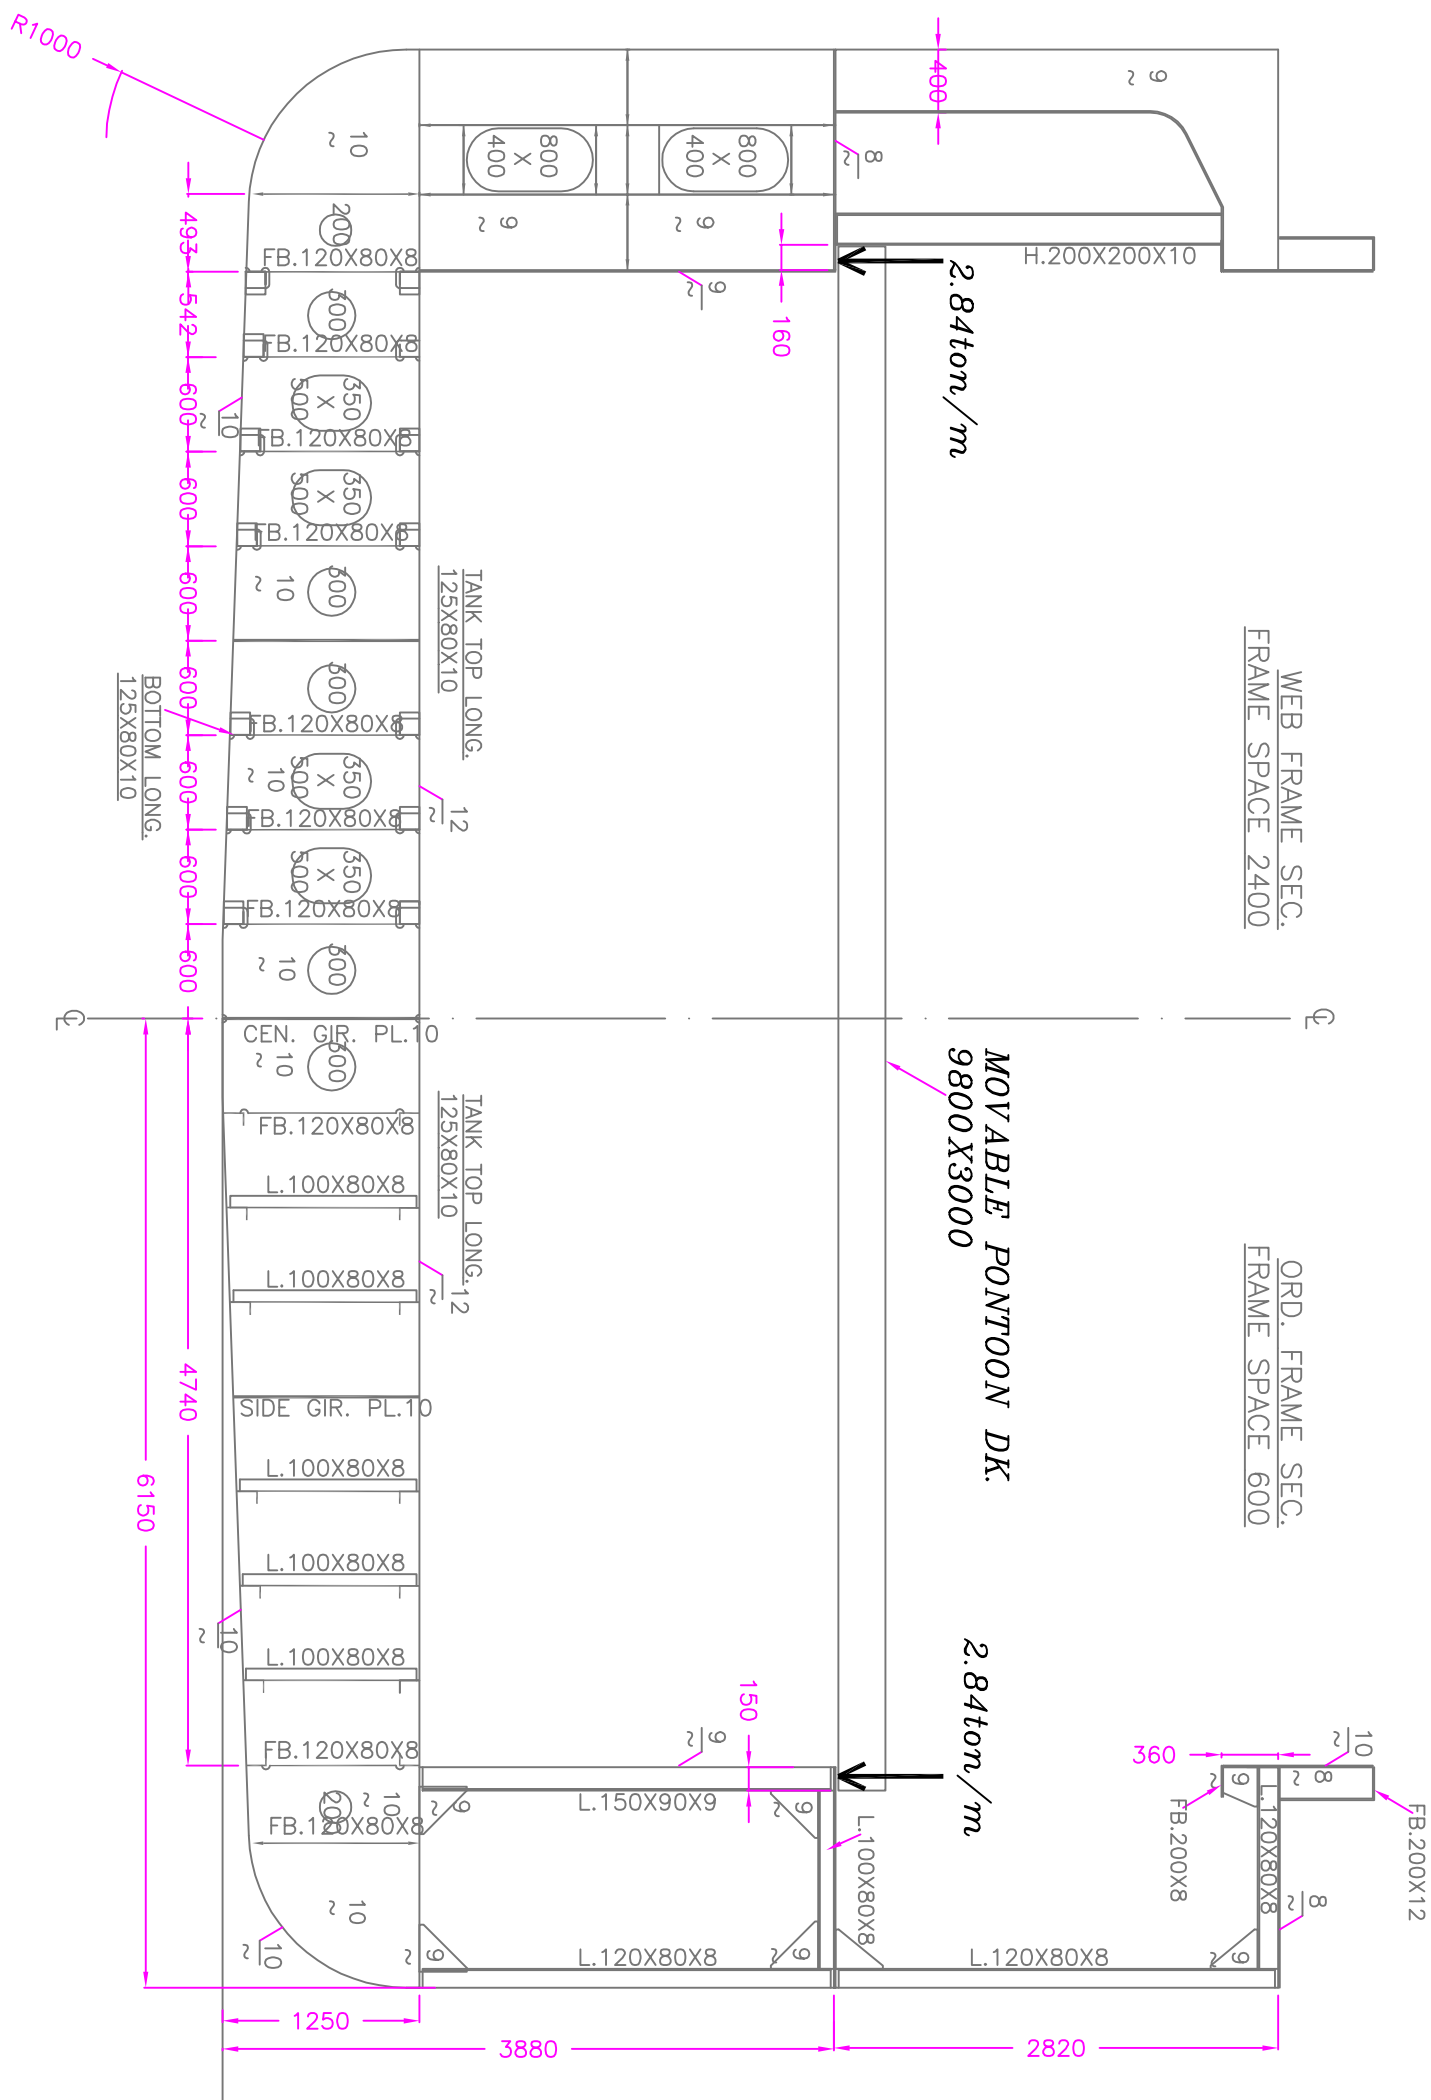 WEB FRAME SEC.
FRAME SPACE 2400
ORD. FRAME SEC.
FRAME SPACE 600
FB.200X12
10
8
360
9
L.120X80X8
FB.200X8
8
9
9
400
H.200X200X10
L.120X80X8
2820
2.84ton/m
MOVABLE PONTOON DK.
9800X3000
2.84ton/m
8
160
150
L.100X80X8
800
X
400
800
X
400
9
9
9
9
L.150X90X9
9
9
L.120X80X8
3880
TANK TOP LONG.
125X80X10
12
TANK TOP LONG.
125X80X10
12
9
9
R1000
10
200
FB.120X80X8
300
FB.120X80X8
350
X
500
FB.120X80X8
350
X
500
FB.120X80X8
300
10
300
FB.120X80X8
350
X
500
10
FB.120X80X8
350
X
500
FB.120X80X8
300
10
CEN. GIR. PL.10
300
10
FB.120X80X8
L.100X80X8
L.100X80X8
SIDE GIR. PL.10
L.100X80X8
L.100X80X8
L.100X80X8
FB.120X80X8
200
10
FB.120X80X8
10
1250
10
10
10
493
542
600
600
600
600
600
600
600
4740
BOTTOM LONG.
125X80X10
6150